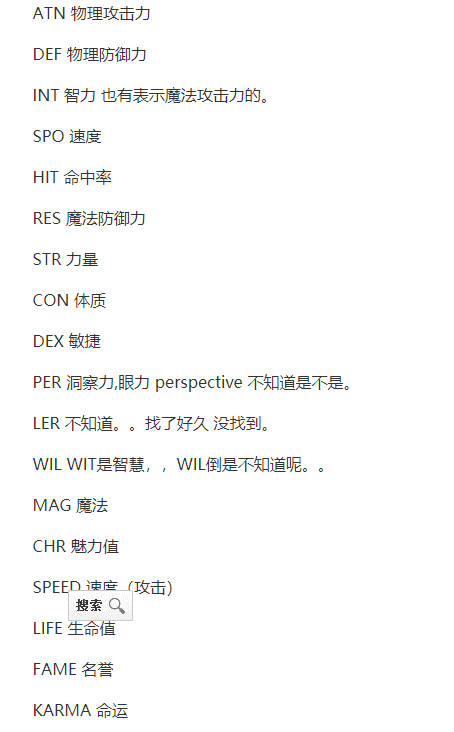 ATN 物理攻击力
DEF 物理防御力
INT 智力 也有表示魔法攻击力的。
SPO 速度
HIT 命中率
RES 魔法防御力
STR 力量
CON 体质
DEX 敏捷
PER 洞察力,眼力 perspective 不知道是不是。
LER 不知道。。找了好久 没找到。
WIL WIT是智慧，，WIL倒是不知道呢。。
MAG 魔法
CHR 魅力值
SPEED 速度（攻击）
搜索
LIFE 生命值
FAME 名誉
KARMA 命运